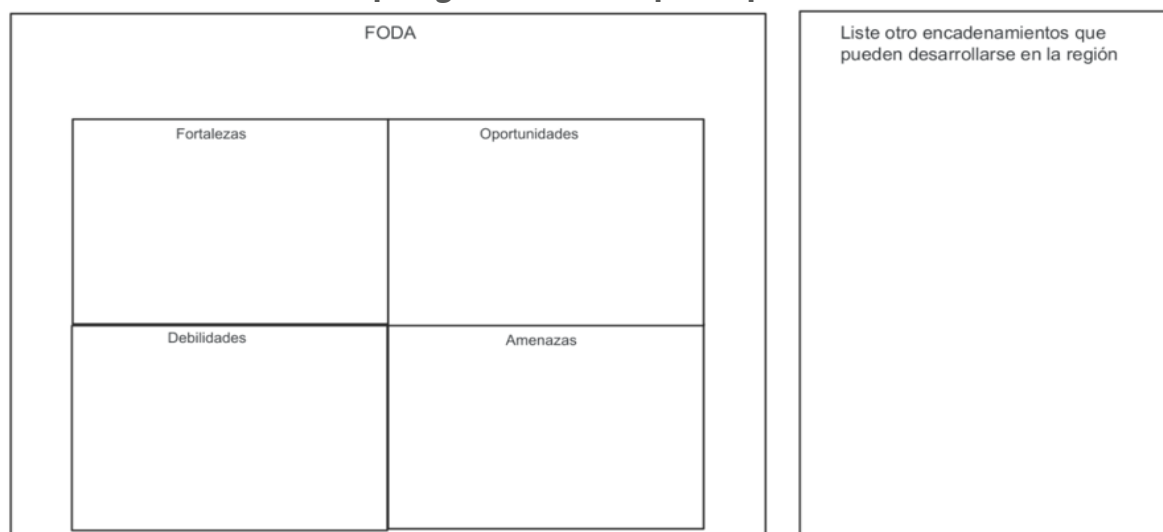 FODA
Fortalezas
Oportunidades
Debilidades
Amenazas
Liste otro encadenamientos que
pueden desarrollarse en la región